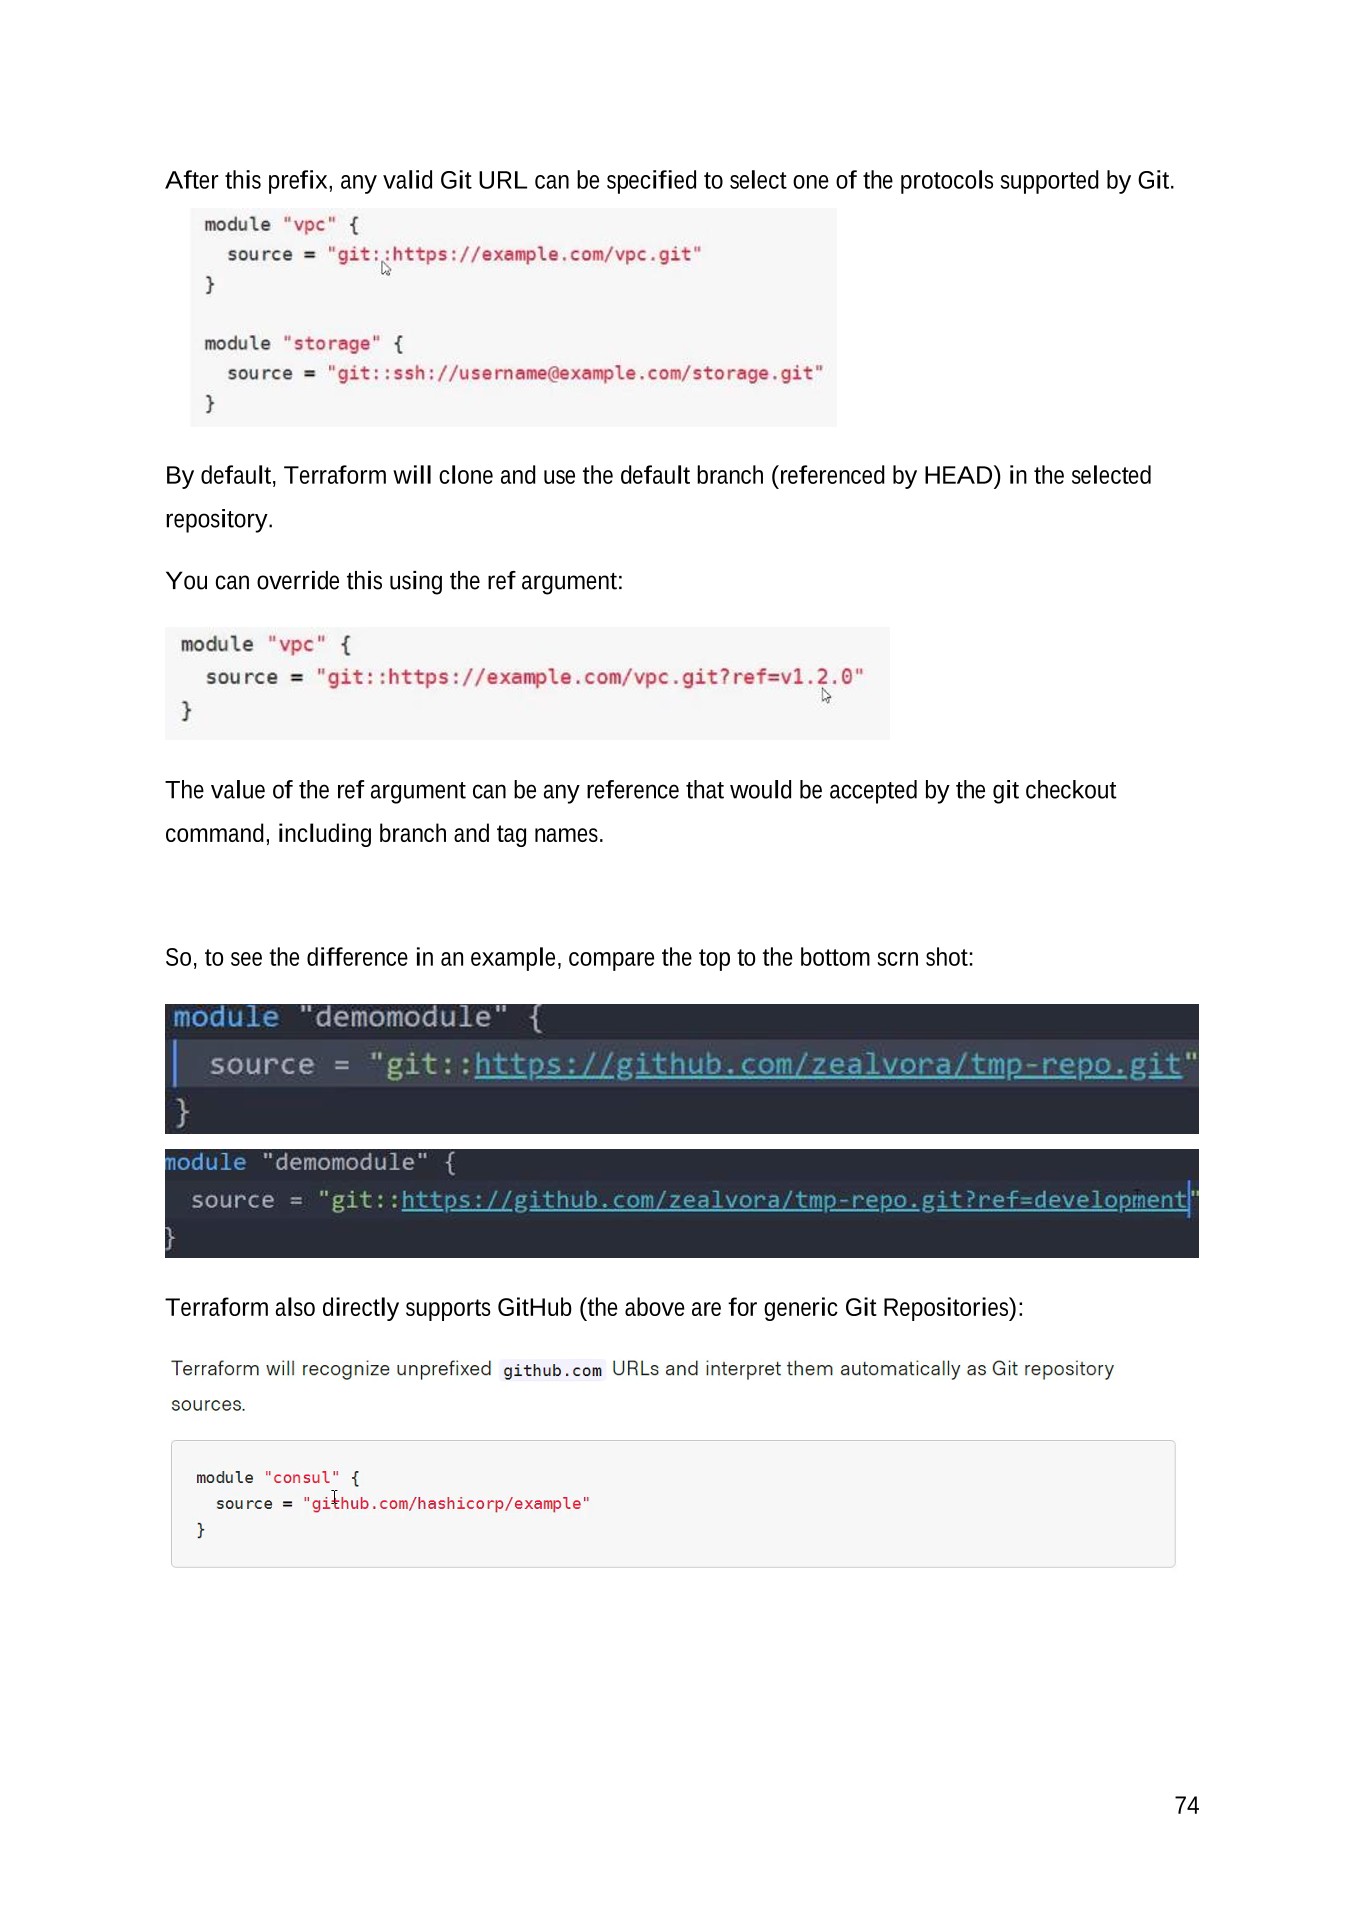 After this prefix, any valid Git URL can be specified to select one of the protocols supported by Git.
module "vpc" {
  source = "git::https://example.com/vpc.git"
}
module "storage" {
  source = "git::ssh://username@example.com/storage.git"
}
By default, Terraform will clone and use the default branch (referenced by HEAD) in the selected
repository.
You can override this using the ref argument:
module "vpc" {
  source = "git::https://example.com/vpc.git?ref=v1.2.0"
}
The value of the ref argument can be any reference that would be accepted by the git checkout
command, including branch and tag names.
So, to see the difference in an example, compare the top to the bottom scrn shot:
module "demomodule" {
  source = "git::https://github.com/zealvora/tmp-repo.git"
}
module "demomodule" {
  source = "git::https://github.com/zealvora/tmp-repo.git?ref=development"
}
Terraform also directly supports GitHub (the above are for generic Git Repositories):
Terraform will recognize unprefixed github.com URLs and interpret them automatically as Git repository
sources.
module "consul" {
  source = "github.com/hashicorp/example"
}
74